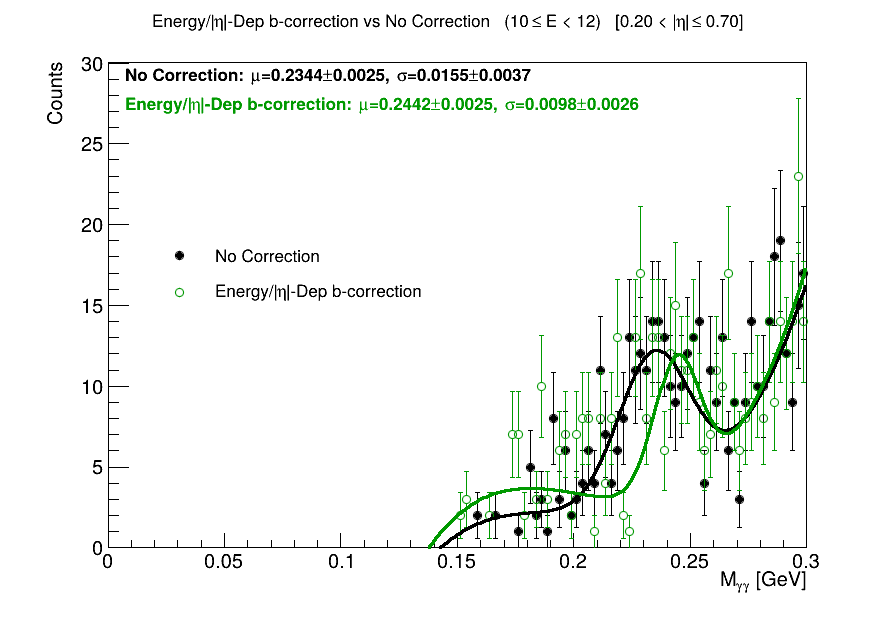 Energy/|η|-Dep b-correction vs No Correction (10 ≤ E < 12) [0.20 < |η| ≤ 0.70]
Counts
No Correction: μ=0.2344±0.0025, σ=0.0155±0.0037
Energy/|η|-Dep b-correction: μ=0.2442±0.0025, σ=0.0098±0.0026
No Correction
Energy/|η|-Dep b-correction
30
25
20
15
10
5
0
0 0.05 0.1 0.15 0.2 0.25 0.3
Mγγ [GeV]